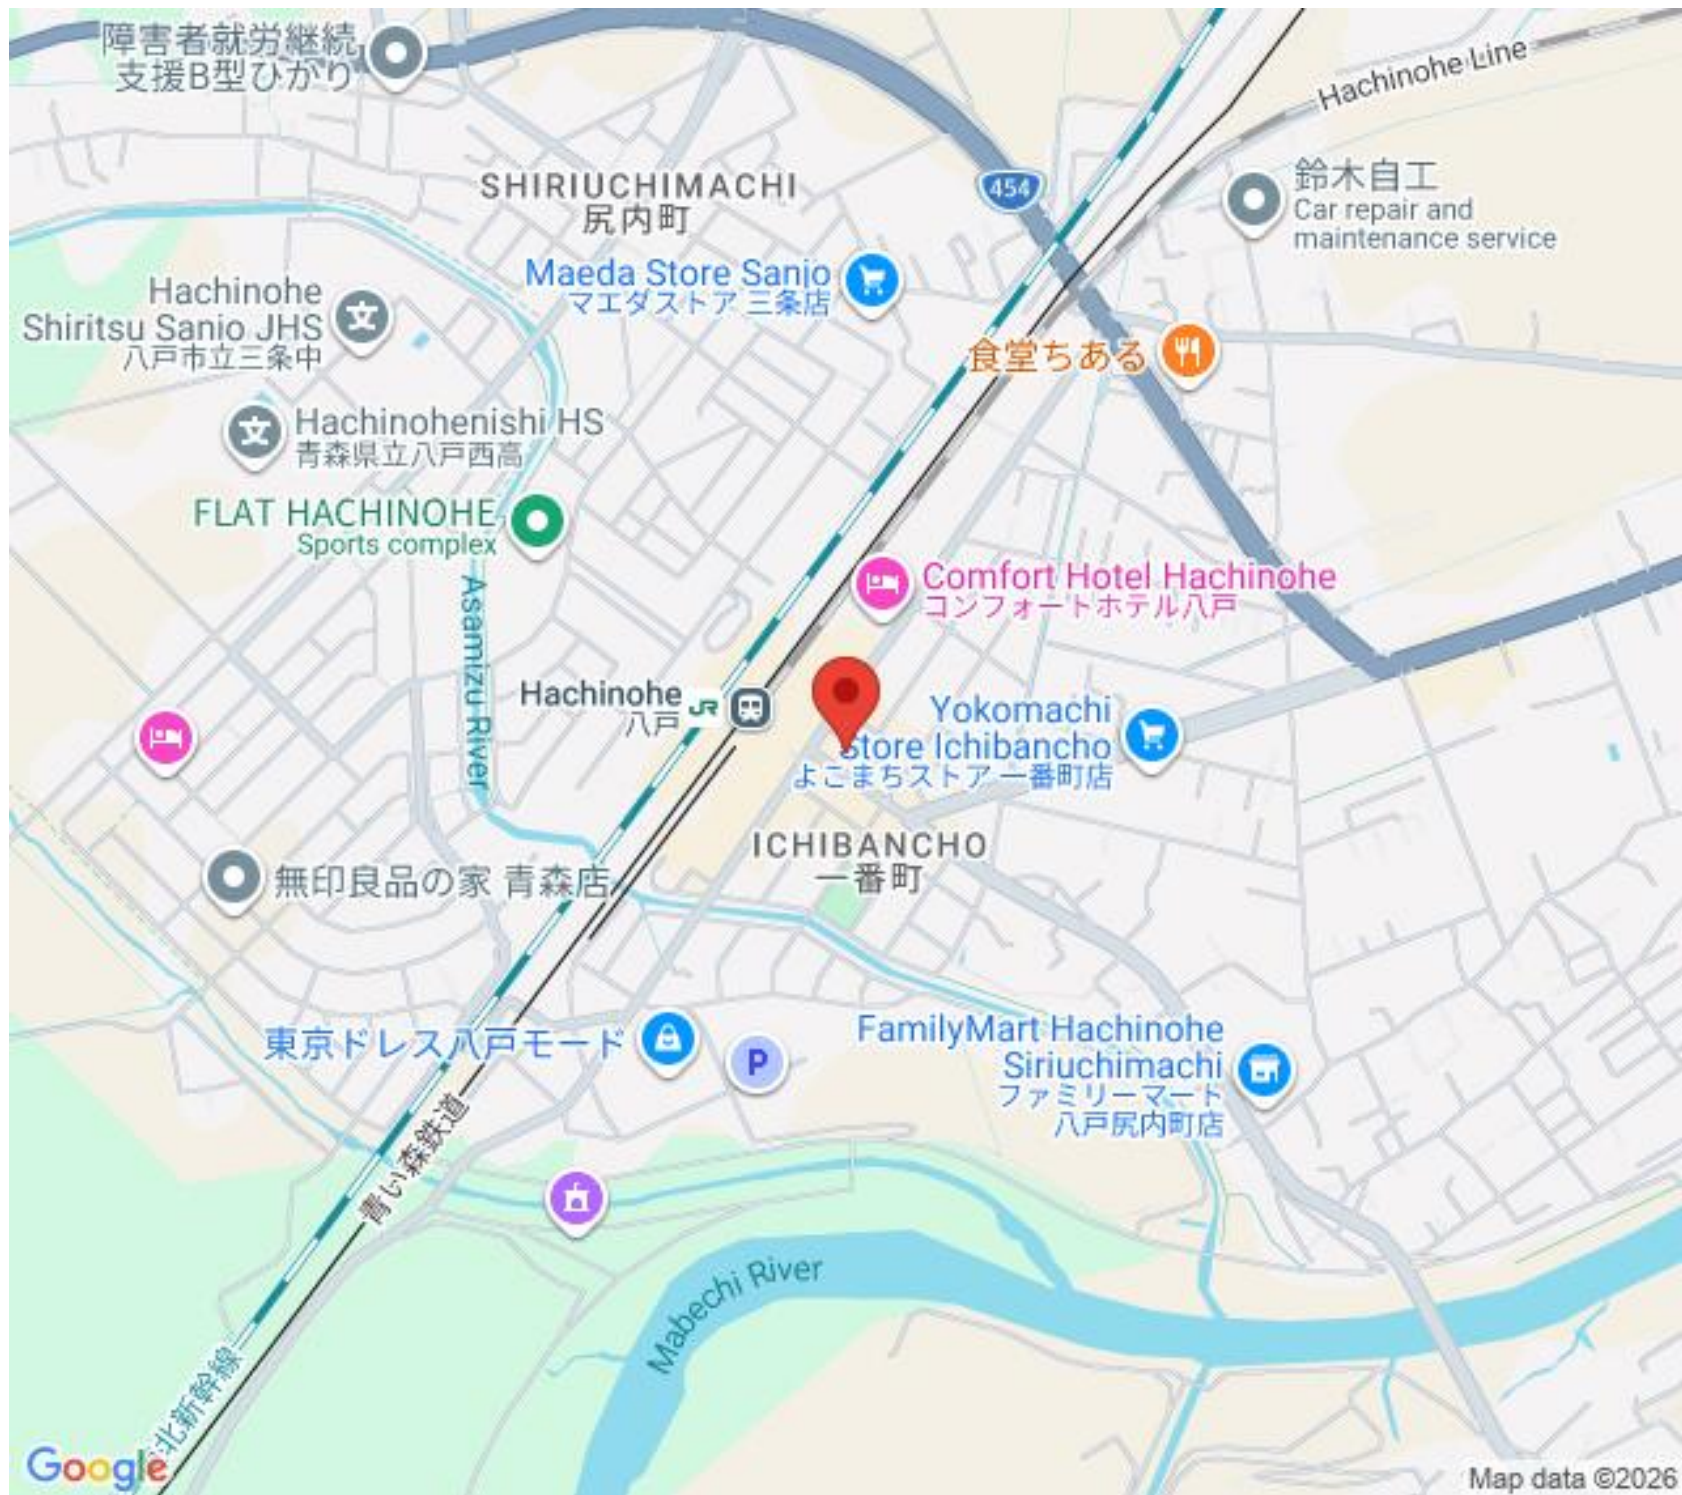 障害者就労継続
支援B型ひかり
Hachinohe Line
454
鈴木自工
Car repair and
maintenance service
SHIRIUCHIMACHI
尻内町
Maeda Store Sanjo
マエダストア 三条店
Hachinohe
Shiritsu Sanjo JHS
八戸市立三条中
食堂ちある
Hachinohenishi HS
青森県立八戸西高
FLAT HACHINOHE
Sports complex
Asamizu River
Comfort Hotel Hachinohe
コンフォートホテル八戸
Hachinohe
八戸
JR
Yokomachi
Store Ichibancho
よこまちストア 一番町店
ICHIBANCHO
一番町
無印良品の家 青森店
東京ドレス八戸モード
P
FamilyMart Hachinohe
Siriuchimachi
ファミリーマート
八戸尻内町店
青い森鉄道
Mabechi River
北新幹線
Google
Map data ©2026